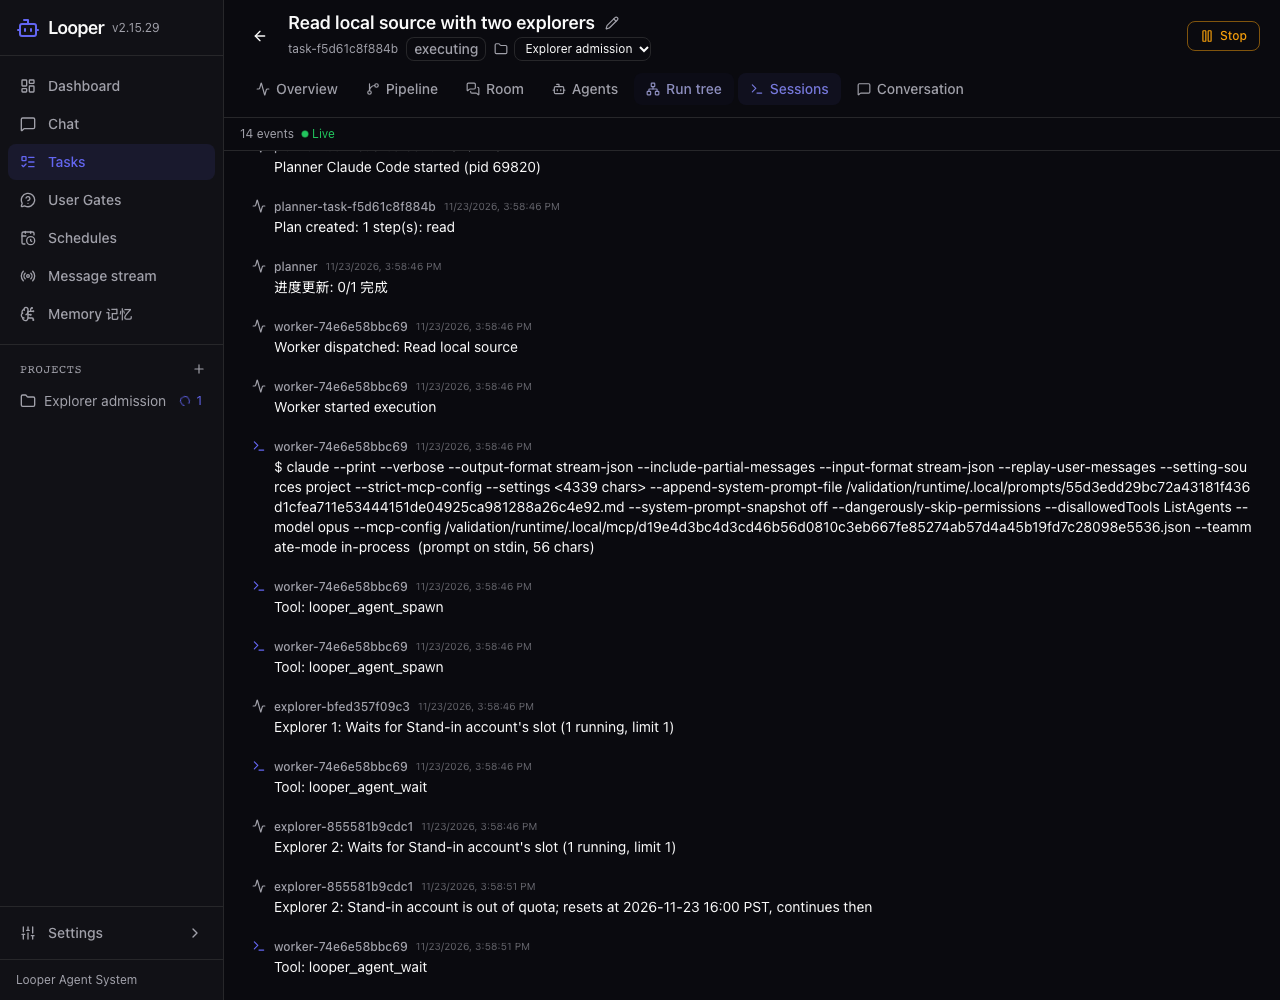 Looper v2.15.29
Dashboard
Chat
Tasks
User Gates
Schedules
Message stream
Memory 记忆
PROJECTS
Explorer admission 1
Settings
Looper Agent System
Read local source with two explorers
task-f5d61c8f884b executing Explorer admission
Stop
Overview Pipeline Room Agents Run tree Sessions Conversation
14 events Live
Planner Claude Code started (pid 69820)
planner-task-f5d61c8f884b 11/23/2026, 3:58:46 PM
Plan created: 1 step(s): read
planner 11/23/2026, 3:58:46 PM
进度更新: 0/1 完成
worker-74e6e58bbc69 11/23/2026, 3:58:46 PM
Worker dispatched: Read local source
worker-74e6e58bbc69 11/23/2026, 3:58:46 PM
Worker started execution
worker-74e6e58bbc69 11/23/2026, 3:58:46 PM
$ claude --print --verbose --output-format stream-json --include-partial-messages --input-format stream-json --replay-user-messages --setting-sou
rces project --strict-mcp-config --settings <4339 chars> --append-system-prompt-file /validation/runtime/.local/prompts/55d3edd29bc72a43181f436
d1cfea711e53444151de04925ca981288a26c4e92.md --system-prompt-snapshot off --dangerously-skip-permissions --disallowedTools ListAgents --
model opus --mcp-config /validation/runtime/.local/mcp/d19e4d3bc4d3cd46b56d0810c3eb667fe85274ab57d4a45b19fd7c28098e5536.json --teamm
ate-mode in-process (prompt on stdin, 56 chars)
worker-74e6e58bbc69 11/23/2026, 3:58:46 PM
Tool: looper_agent_spawn
worker-74e6e58bbc69 11/23/2026, 3:58:46 PM
Tool: looper_agent_spawn
explorer-bfed357f09c3 11/23/2026, 3:58:46 PM
Explorer 1: Waits for Stand-in account's slot (1 running, limit 1)
worker-74e6e58bbc69 11/23/2026, 3:58:46 PM
Tool: looper_agent_wait
explorer-855581b9cdc1 11/23/2026, 3:58:46 PM
Explorer 2: Waits for Stand-in account's slot (1 running, limit 1)
explorer-855581b9cdc1 11/23/2026, 3:58:51 PM
Explorer 2: Stand-in account is out of quota; resets at 2026-11-23 16:00 PST, continues then
worker-74e6e58bbc69 11/23/2026, 3:58:51 PM
Tool: looper_agent_wait